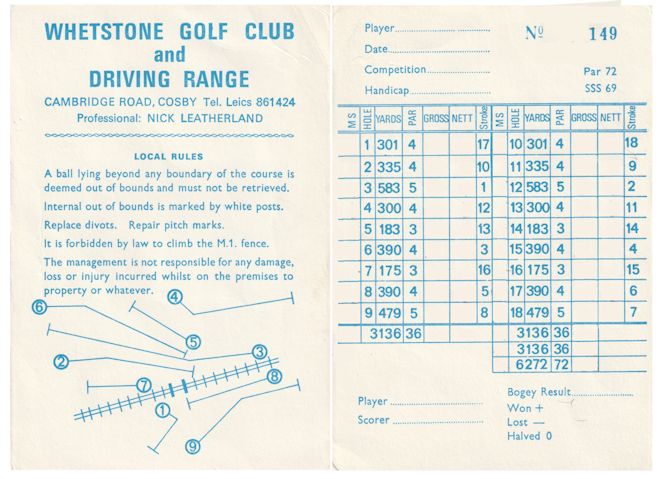 WHETSTONE GOLF CLUB
and
DRIVING RANGE
CAMBRIDGE ROAD, COSBY Tel. Leics 861424
Professional: NICK LEATHERLAND
LOCAL RULES
A ball lying beyond any boundary of the course is
deemed out of bounds and must not be retrieved.
Internal out of bounds is marked by white posts.
Replace divots. Repair pitch marks.
It is forbidden by law to climb the M.1. fence.
The management is not responsible for any damage,
loss or injury incurred whilst on the premises to
property or whatever.
4
6
5
3
2
8
7
1
9
Player
Nº 149
Date
Competition
Par 72
Handicap
SSS 69
MS HOLE YARDS PAR GROSS NETT Stroke MS HOLE YARDS PAR GROSS NETT Stroke
1 301 4 17 10 301 4 18
2 335 4 10 11 335 4 9
3 583 5 1 12 583 5 2
4 300 4 12 13 300 4 11
5 183 3 13 14 183 3 14
6 390 4 3 15 390 4 4
7 175 3 16 16 175 3 15
8 390 4 5 17 390 4 6
9 479 5 8 18 479 5 7
3136 36 3136 36
3136 36
6272 72
Bogey Result
Player
Won +
Scorer
Lost —
Halved 0